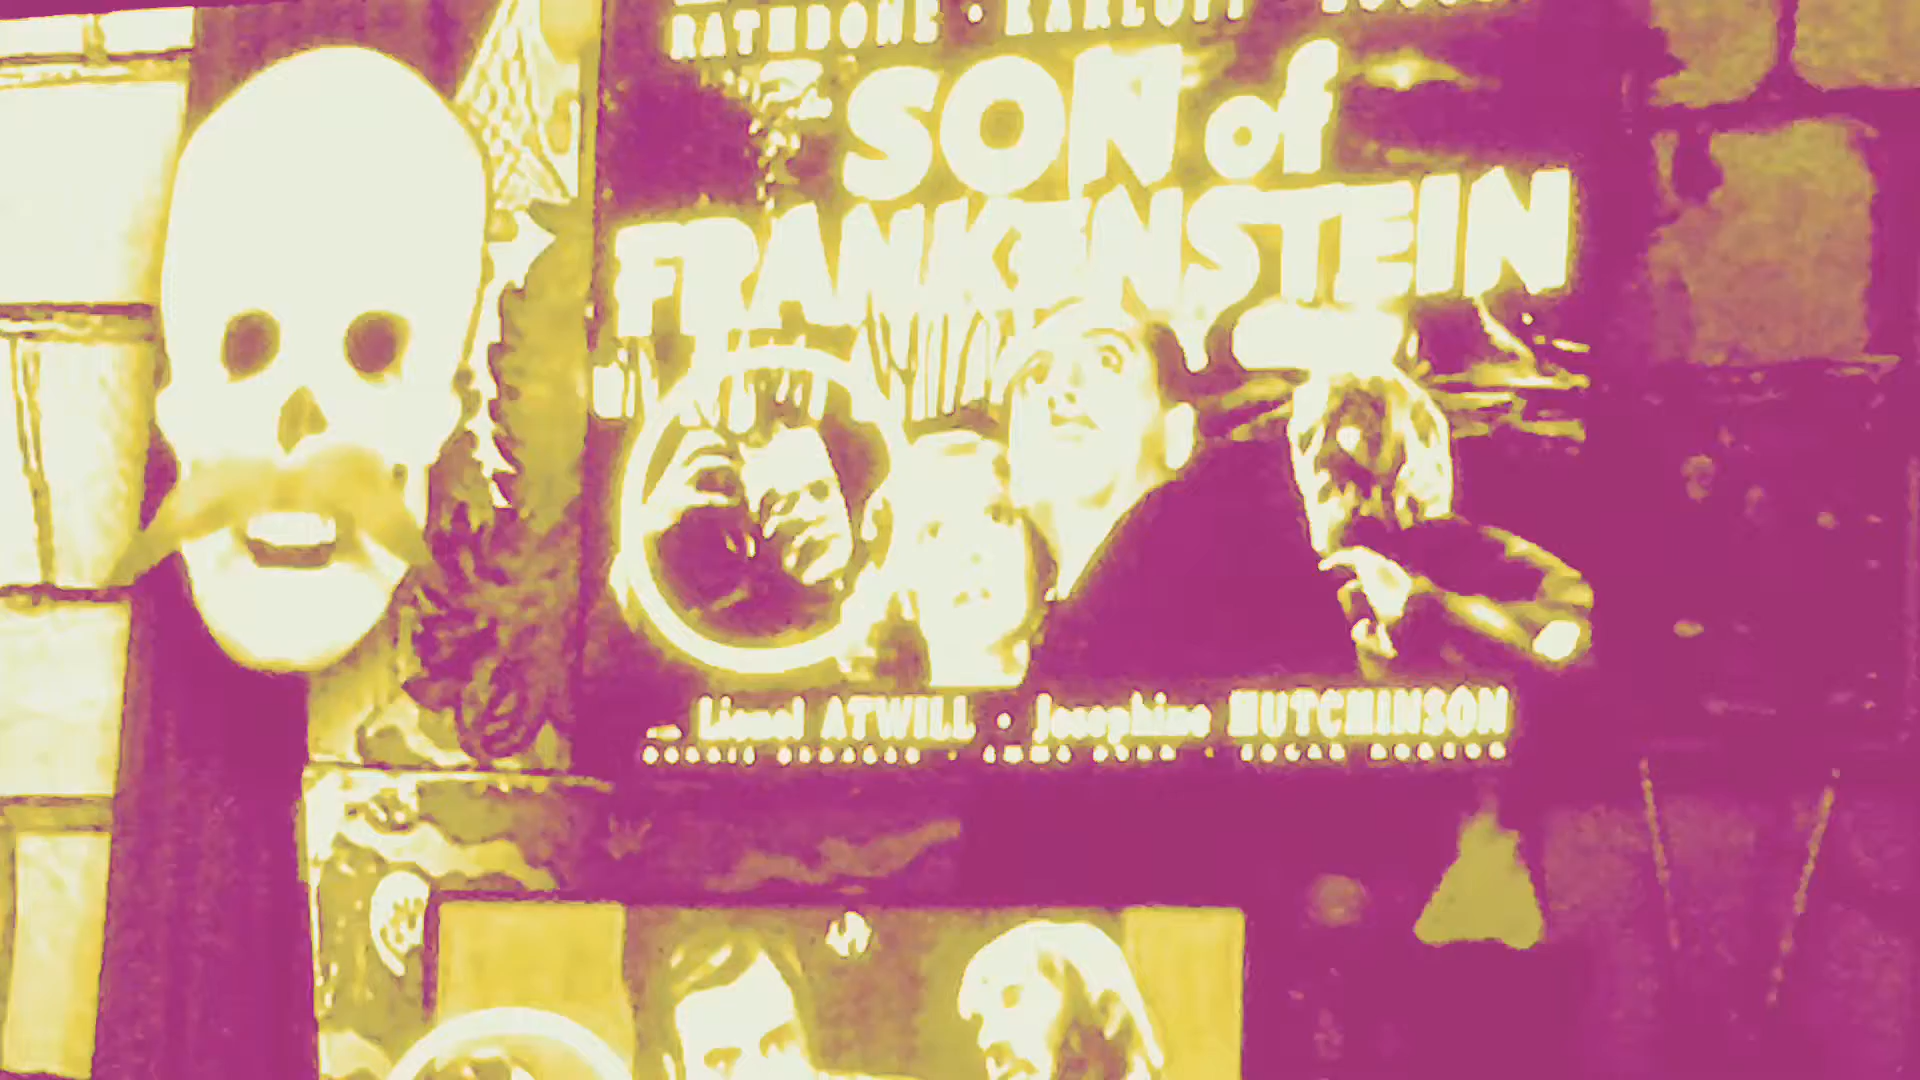 RATHBONE • KARLOFF •
SON of
FRANKENSTEIN
Lionel ATWILL • Josephine HUTCHINSON